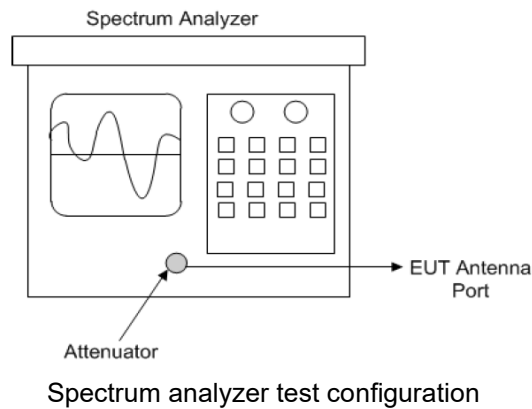 Spectrum Analyzer
EUT Antenna
Port
Attenuator
Spectrum analyzer test configuration